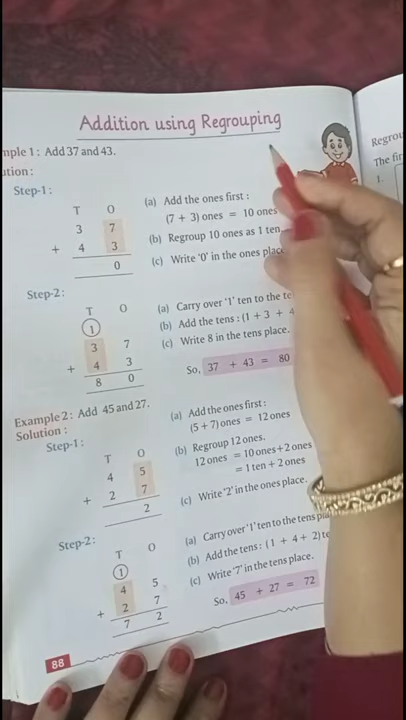 Addition using Regrouping
mple 1: Add 37 and 43.
ution:
Step-1:
T O
3 7
+ 4 3
0
(a) Add the ones first :
(7 + 3) ones = 10 ones
(b) Regroup 10 ones as 1 ten
(c) Write '0' in the ones place
Step-2:
T O
1
3 7
+ 4 3
8 0
(a) Carry over '1' ten to the te
(b) Add the tens : (1 + 3 + 4
(c) Write 8 in the tens place.
So, 37 + 43 = 80
Example 2: Add 45 and 27.
Solution :
Step-1:
T O
4 5
+ 2 7
2
(a) Add the ones first :
(5 + 7) ones = 12 ones
(b) Regroup 12 ones.
12 ones = 10 ones + 2 ones
= 1 ten + 2 ones
(c) Write '2' in the ones place.
Step-2:
T O
1
4 5
+ 2 7
7 2
(a) Carry over '1' ten to the tens pla
(b) Add the tens : (1 + 4 + 2) te
(c) Write '7' in the tens place.
So, 45 + 27 = 72
88
Regrou
The fir
1.